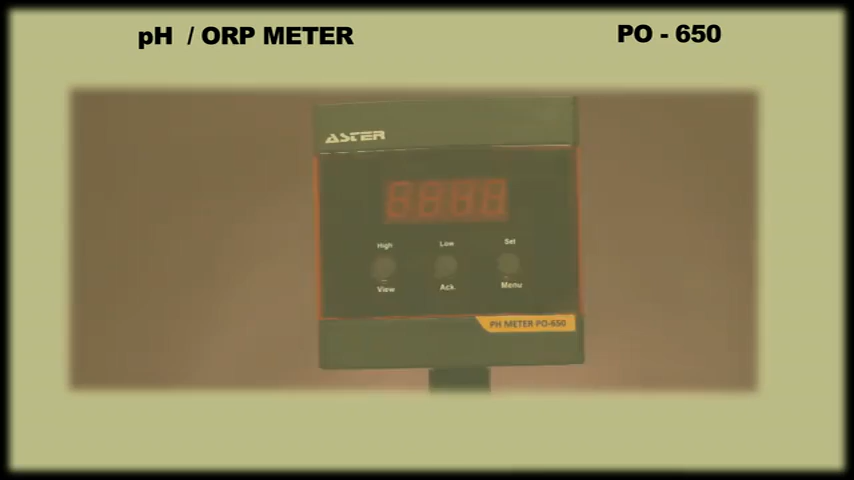 pH / ORP METER
PO - 650
ASTER
8888
High
Low
Set
View
Ack.
Menu
PH METER PO-650